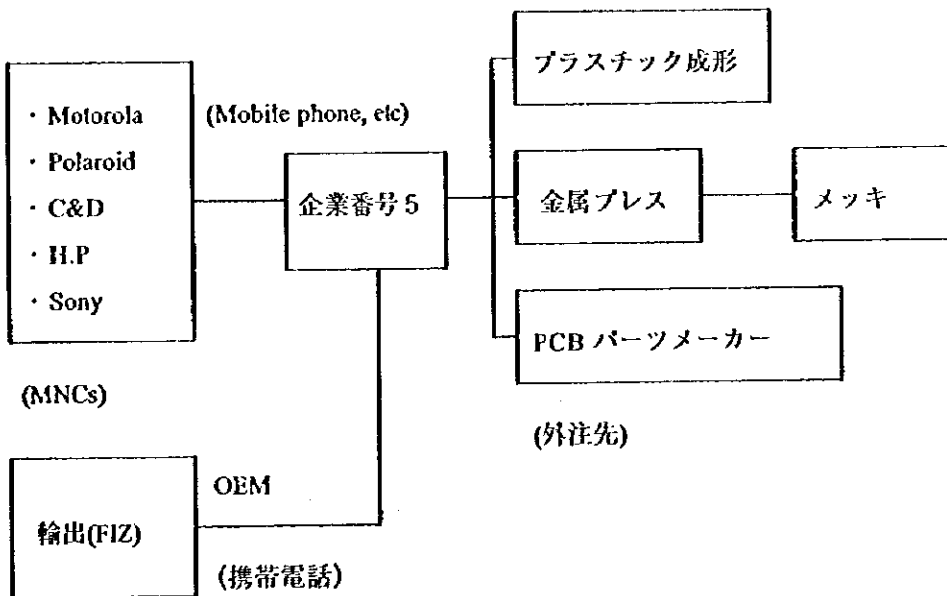 プラスチック成形
・ Motorola
(Mobite phone, etc)
・ Polaroid
・ C&D
企業番号 5
金属プレス
メッキ
・ H.P
・ Sony
PCB パーツメーカー
(MNCs)
(外注先)
OEM
輸出(FIZ)
(携帯電話)